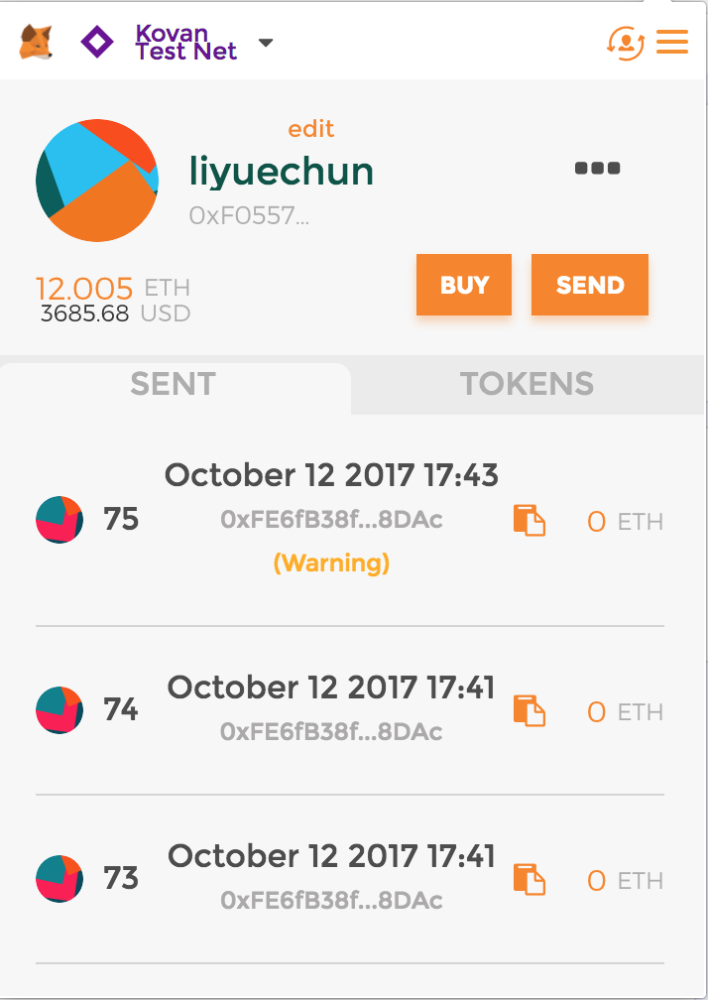 Kovan
Test Net
edit
liyuechun
0xF0557...
12.005 ETH
3685.68 USD
BUY
SEND
SENT
TOKENS
October 12 2017 17:43
75
0xFE6fB38f...8DAc
0 ETH
(Warning)
October 12 2017 17:41
74
0xFE6fB38f...8DAc
0 ETH
October 12 2017 17:41
73
0xFE6fB38f...8DAc
0 ETH